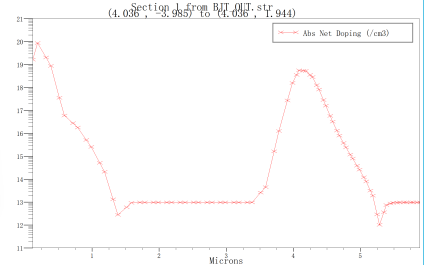 Section 1 from BJT_OUT.str
(4.036 , -3.985) to (4.036 , 1.944)
Abs Net Doping (/cm3)
21
20
19
18
17
16
15
14
13
12
11
1 2 3 4 5
Microns